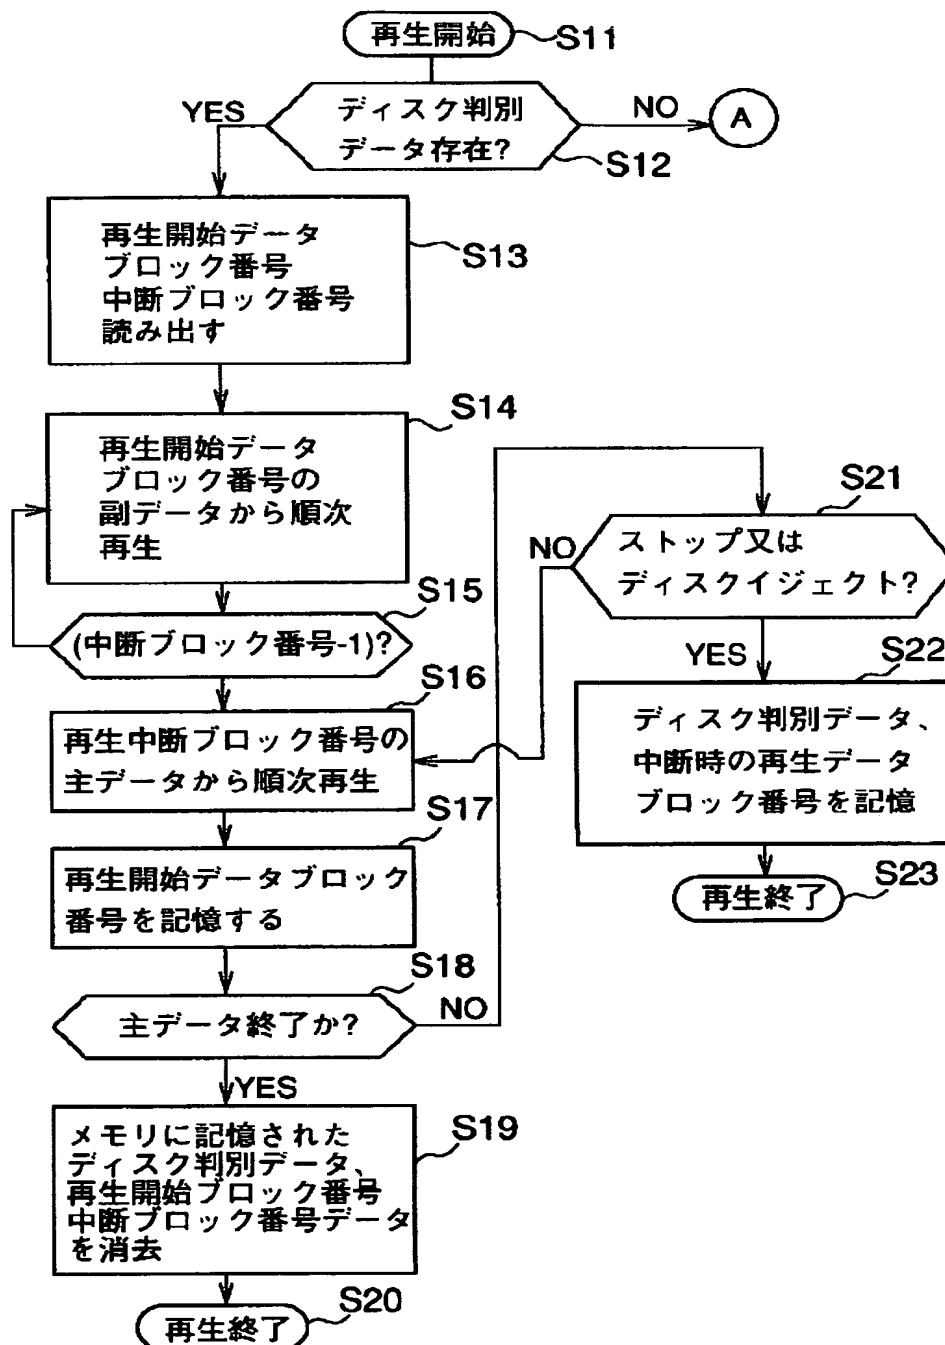 再生開始
S11
YES
ディスク判別
データ存在?
NO
A
S12
再生開始データ
ブロック番号
中断ブロック番号
読み出す
S13
S14
再生開始データ
ブロック番号の
副データから順次
再生
S15
(中断ブロック番号-1)?
S16
再生中断ブロック番号の
主データから順次再生
S17
再生開始データブロック
番号を記憶する
S18
主データ終了か?
NO
YES
S19
メモリに記憶された
ディスク判別データ、
再生開始ブロック番号
中断ブロック番号データ
を消去
S20
再生終了
S21
NO
ストップ又は
ディスクイジェクト?
YES
S22
ディスク判別データ、
中断時の再生データ
ブロック番号を記憶
S23
再生終了